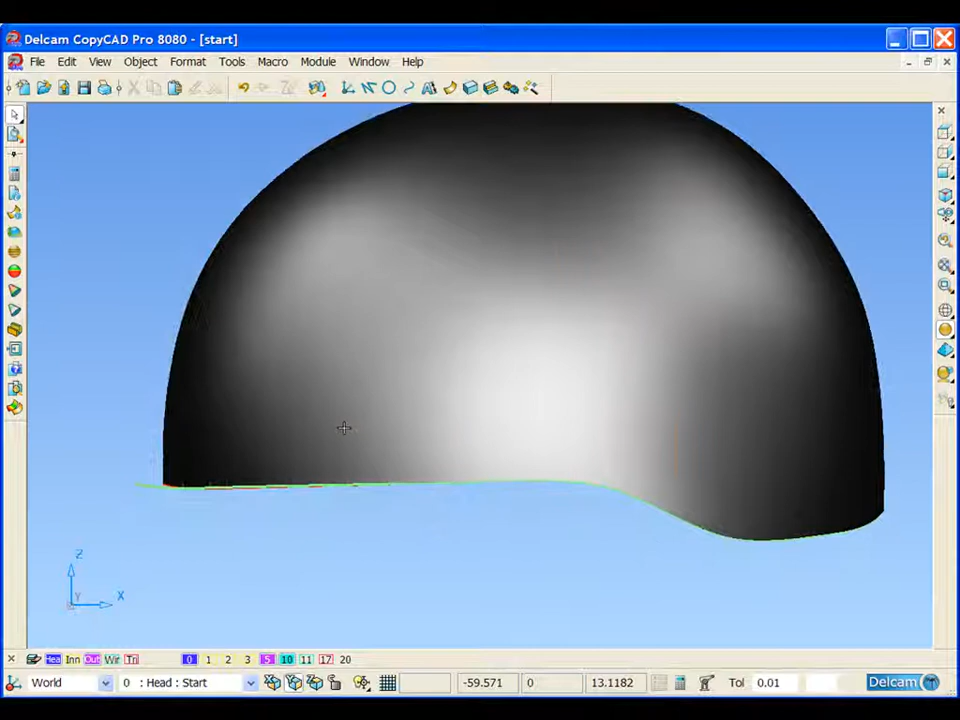 Delcam CopyCAD Pro 8080 - [start]
File Edit View Object Format Tools Macro Module Window Help
Z
Y
X
Hea Inn Out Wir Tri 0 1 2 3 5 10 11 17 20
World 0 : Head : Start -59.571 0 13.1182 Tol 0.01 Delcam